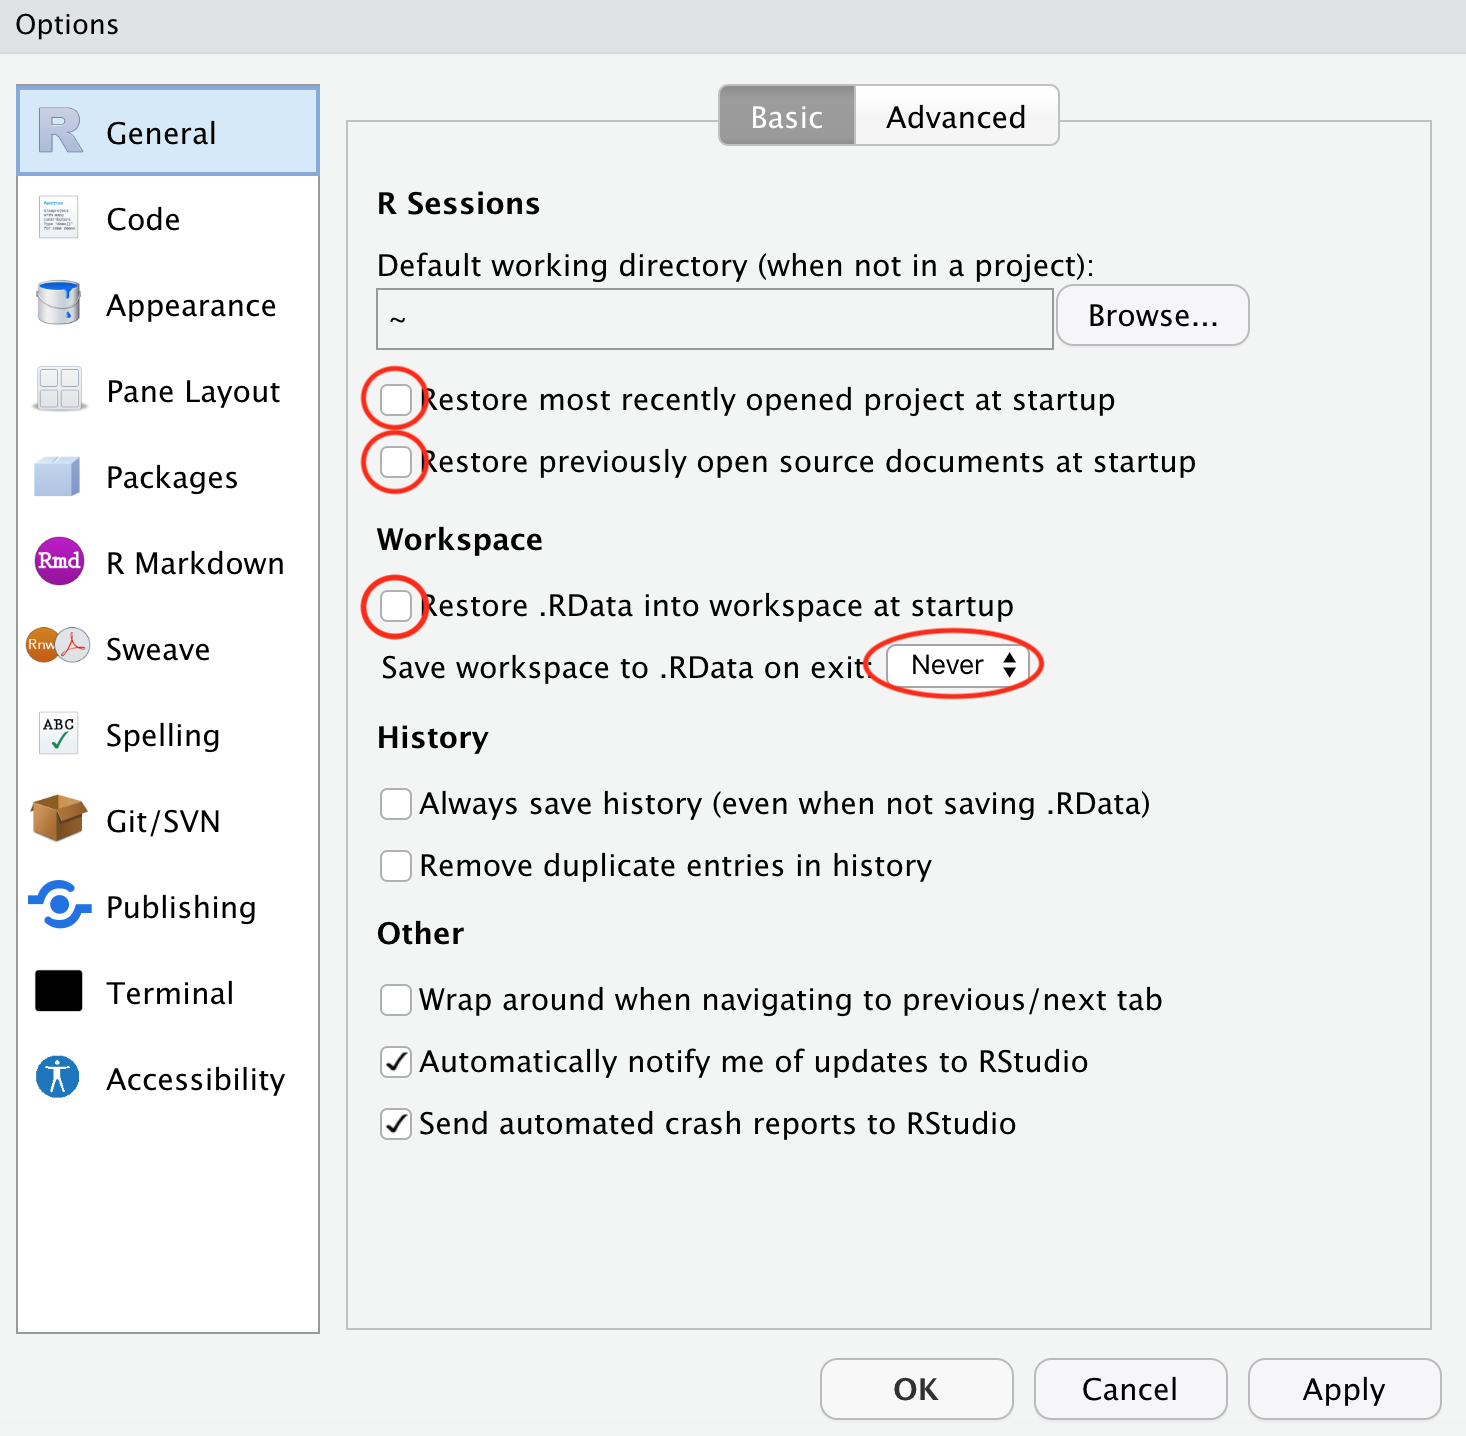 Options
General
Code
Appearance
Pane Layout
Packages
Rmd
R Markdown
Rnw
Sweave
ABC
Spelling
Git/SVN
Publishing
Terminal
Accessibility
Basic
Advanced
R Sessions
Default working directory (when not in a project):
~
Browse...
Restore most recently opened project at startup
Restore previously open source documents at startup
Workspace
Restore .RData into workspace at startup
Save workspace to .RData on exit: Never
History
Always save history (even when not saving .RData)
Remove duplicate entries in history
Other
Wrap around when navigating to previous/next tab
Automatically notify me of updates to RStudio
Send automated crash reports to RStudio
OK
Cancel
Apply